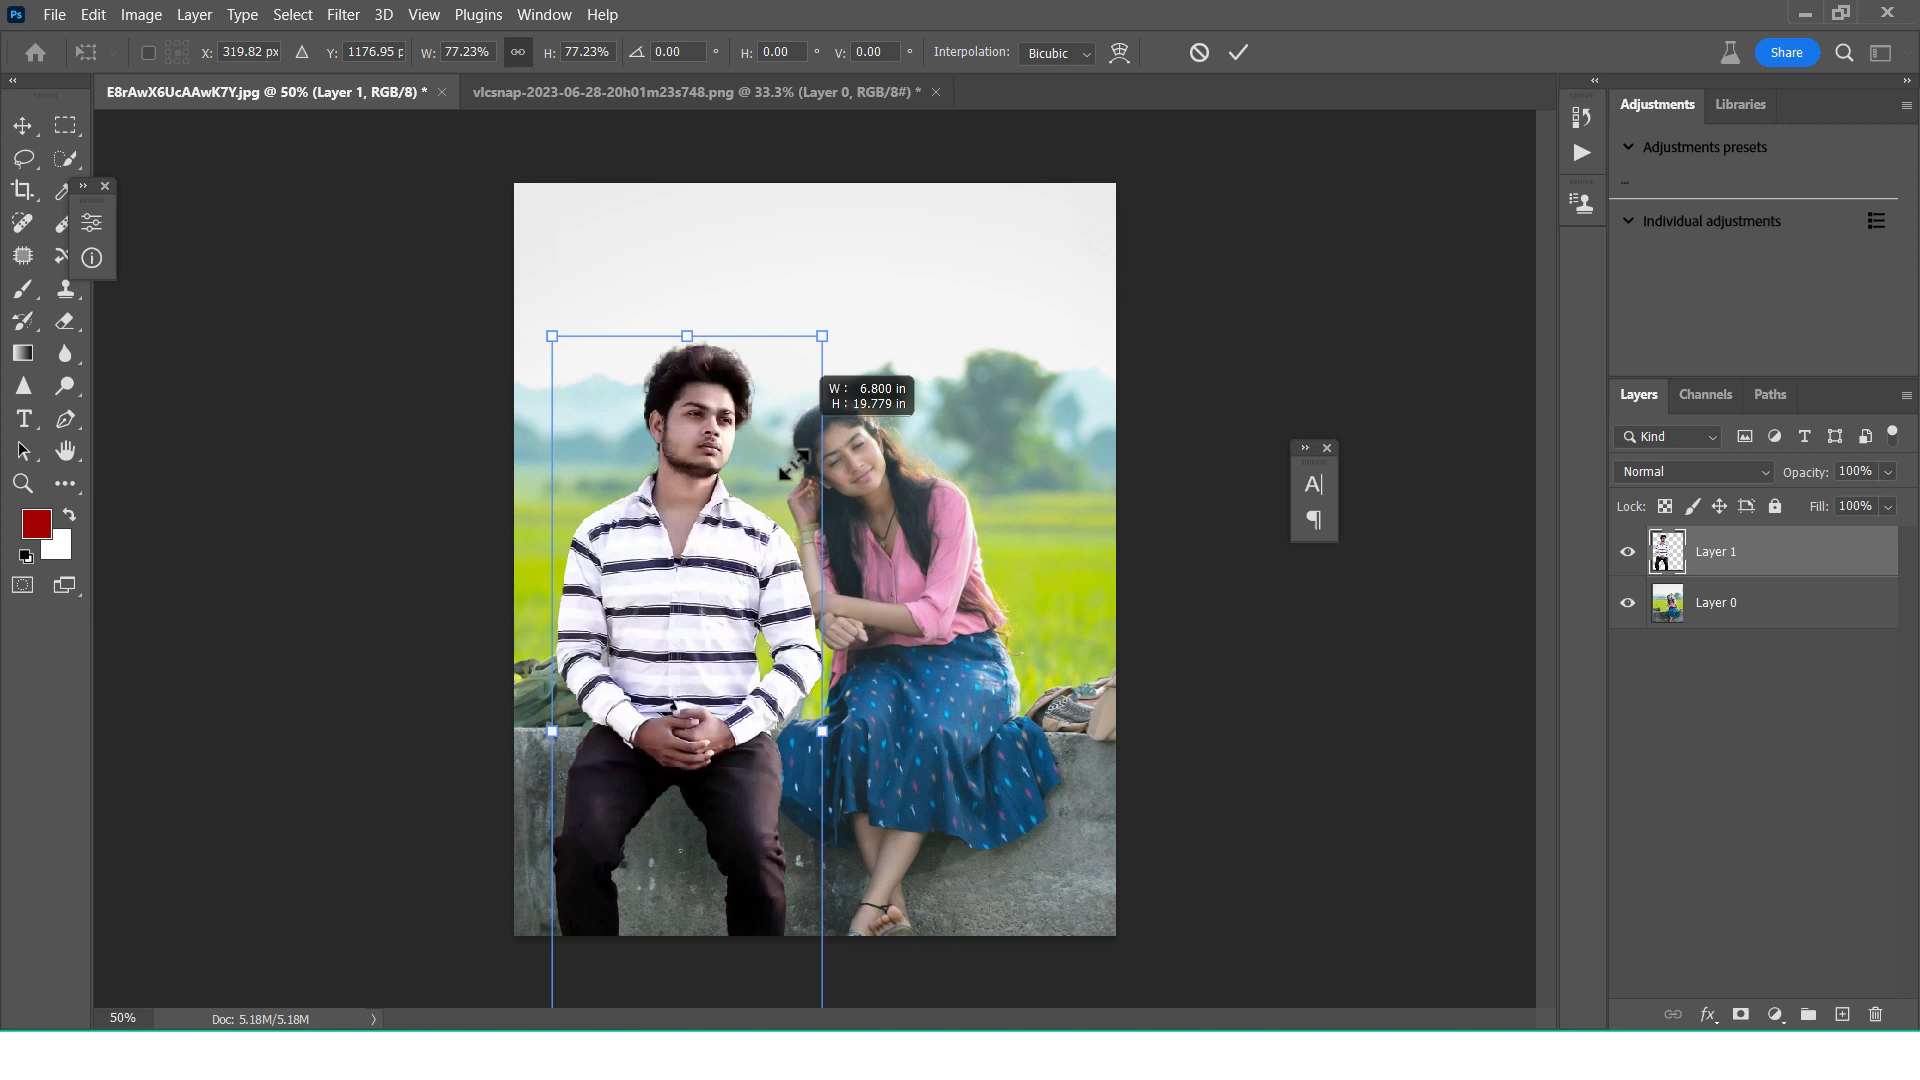 Ps File Edit Image Layer Type Select Filter 3D View Plugins Window Help
X: 319.82 px Y: 1176.95 p W: 77.23% H: 77.23% 0.00 ° H: 0.00 ° V: 0.00 ° Interpolation: Bicubic Share
E8rAwX6UcAAwK7Y.jpg @ 50% (Layer 1, RGB/8) * vlcsnap-2023-06-28-20h01m23s748.png @ 33.3% (Layer 0, RGB/8#) *
Adjustments Libraries
Adjustments presets
...
Individual adjustments
W : 6.800 in
H : 19.779 in
Layers Channels Paths
Kind
Normal Opacity: 100%
Lock: Fill: 100%
Layer 1
Layer 0
fx
50% Doc: 5.18M/5.18M